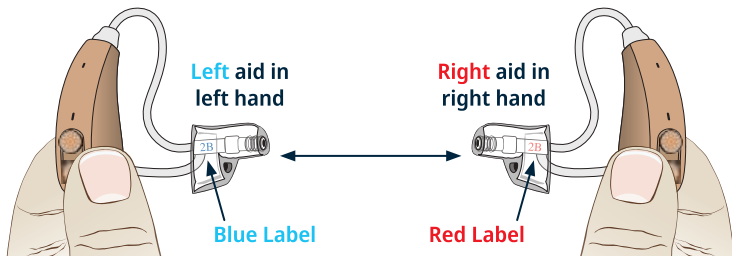 Left aid in
left hand
Right aid in
right hand
2B
2B
Blue Label
Red Label